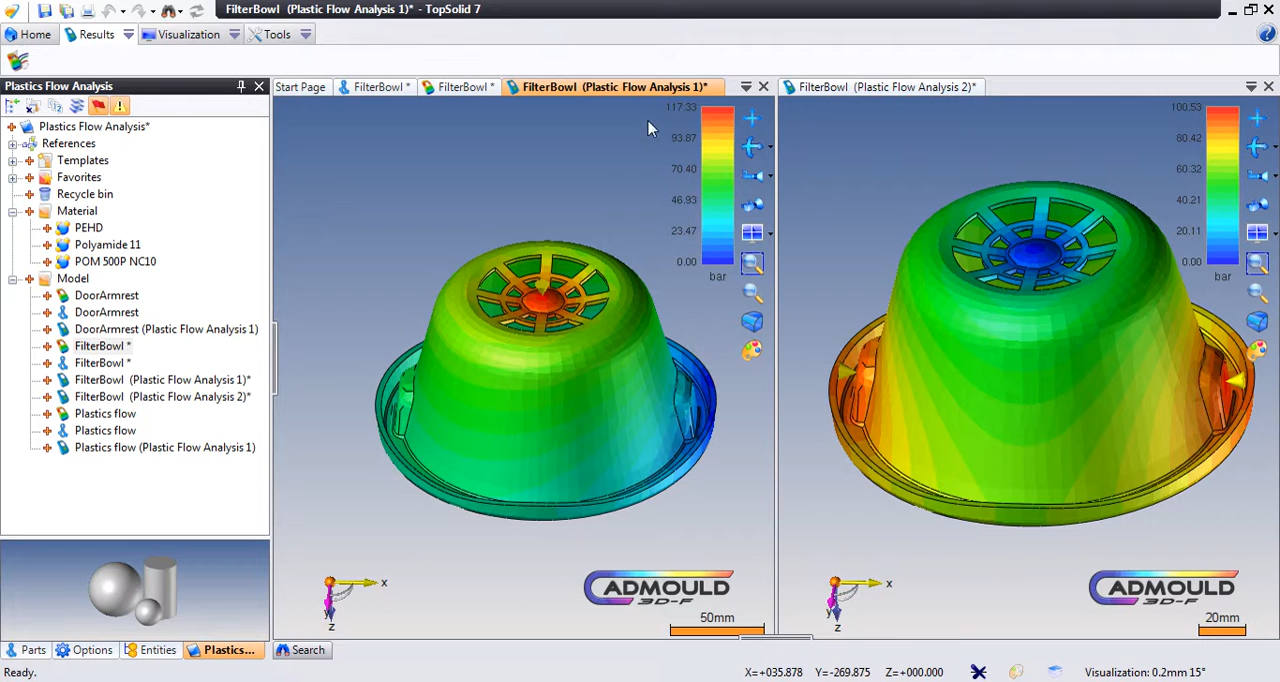 FilterBowl (Plastic Flow Analysis 1)* - TopSolid 7
Home Results Visualization Tools
Plastics Flow Analysis
Start Page FilterBowl * FilterBowl * FilterBowl (Plastic Flow Analysis 1)* FilterBowl (Plastic Flow Analysis 2)*
Plastics Flow Analysis*
References
Templates
Favorites
Recycle bin
Material
PEHD
Polyamide 11
POM 500P NC10
Model
DoorArmrest
DoorArmrest
DoorArmrest (Plastic Flow Analysis 1)
FilterBowl *
FilterBowl *
FilterBowl (Plastic Flow Analysis 1)*
FilterBowl (Plastic Flow Analysis 2)*
Plastics flow
Plastics flow
Plastics flow (Plastic Flow Analysis 1)
117.33
93.87
70.40
46.93
23.47
0.00
bar
x
y
z
CADMOULD
3D-F
50mm
100.53
80.42
60.32
40.21
20.11
0.00
bar
x
y
z
CADMOULD
3D-F
20mm
Parts Options Entities Plastics... Search
Ready. X=+035.878 Y=-269.875 Z=+000.000 Visualization: 0.2mm 15°